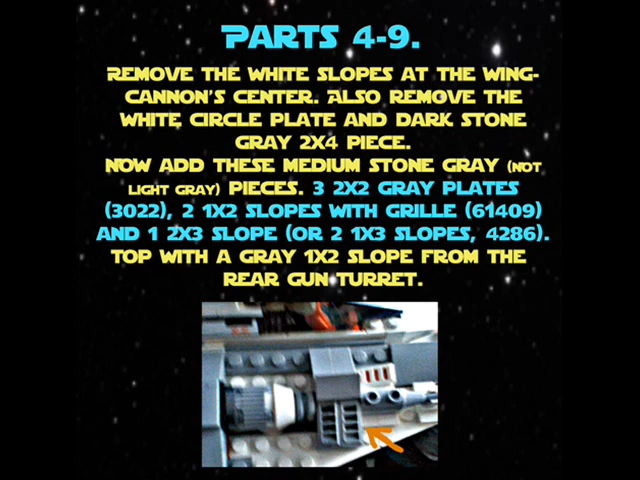 PARTS 4-9.
REMOVE THE WHITE SLOPES AT THE WING-
CANNON'S CENTER. ALSO REMOVE THE
WHITE CIRCLE PLATE AND DARK STONE
GRAY 2X4 PIECE.
NOW ADD THESE MEDIUM STONE GRAY (NOT
LIGHT GRAY) PIECES. 3 2X2 GRAY PLATES
(3022), 2 1X2 SLOPES WITH GRILLE (61409)
AND 1 2X3 SLOPE (OR 2 1X3 SLOPES, 4286).
TOP WITH A GRAY 1X2 SLOPE FROM THE
REAR GUN TURRET.